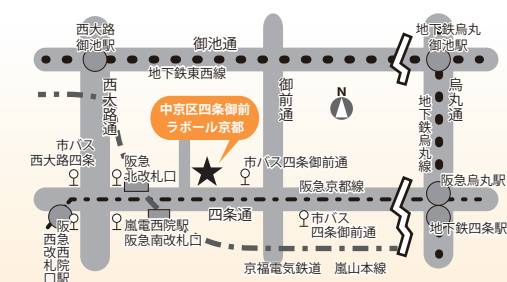 西大路
御池駅
御池通
地下鉄烏丸
御池駅
地下鉄東西線
西大路通
御前通
烏丸通
地下鉄烏丸線
N
中京区四条御前
ラボール京都
市バス
西大路四条
阪急
北改札口
市バス四条御前通
阪急京都線
阪急烏丸駅
四条通
阪急西院駅
西改札口
嵐電西院駅
阪急南改札口
市バス
四条御前通
地下鉄四条駅
京福電気鉄道 嵐山本線